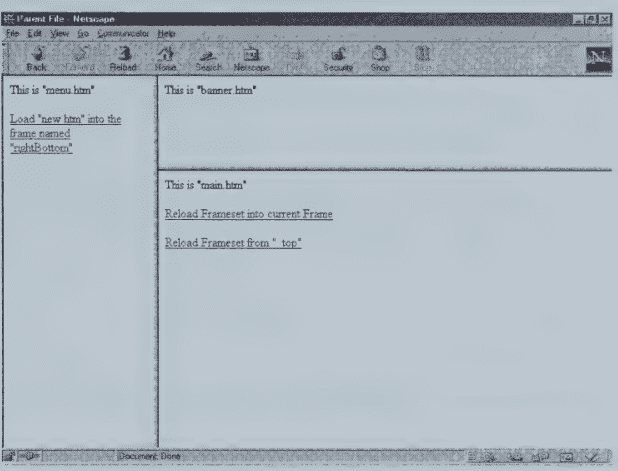 Parent File - Netscape
File Edit View Go Communicator Help
Back Forward Reload Home Search Netscape Print Security Shop Stop
This is "menu.htm"
Load "new htm" into the
frame named
"rightBottom"
This is "banner.htm"
This is "main.htm"
Reload Frameset into current Frame
Reload Frameset from "_top"
Document: Done